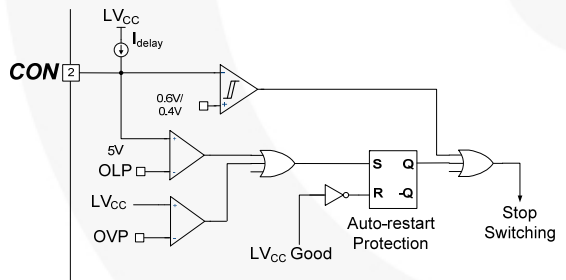 LVCC
Idelay
CON 2
0.6V/
0.4V
- +
5V
+ -
OLP
LVCC
+ -
OVP
S Q
R -Q
Auto-restart
Protection
LVCC Good
Stop
Switching